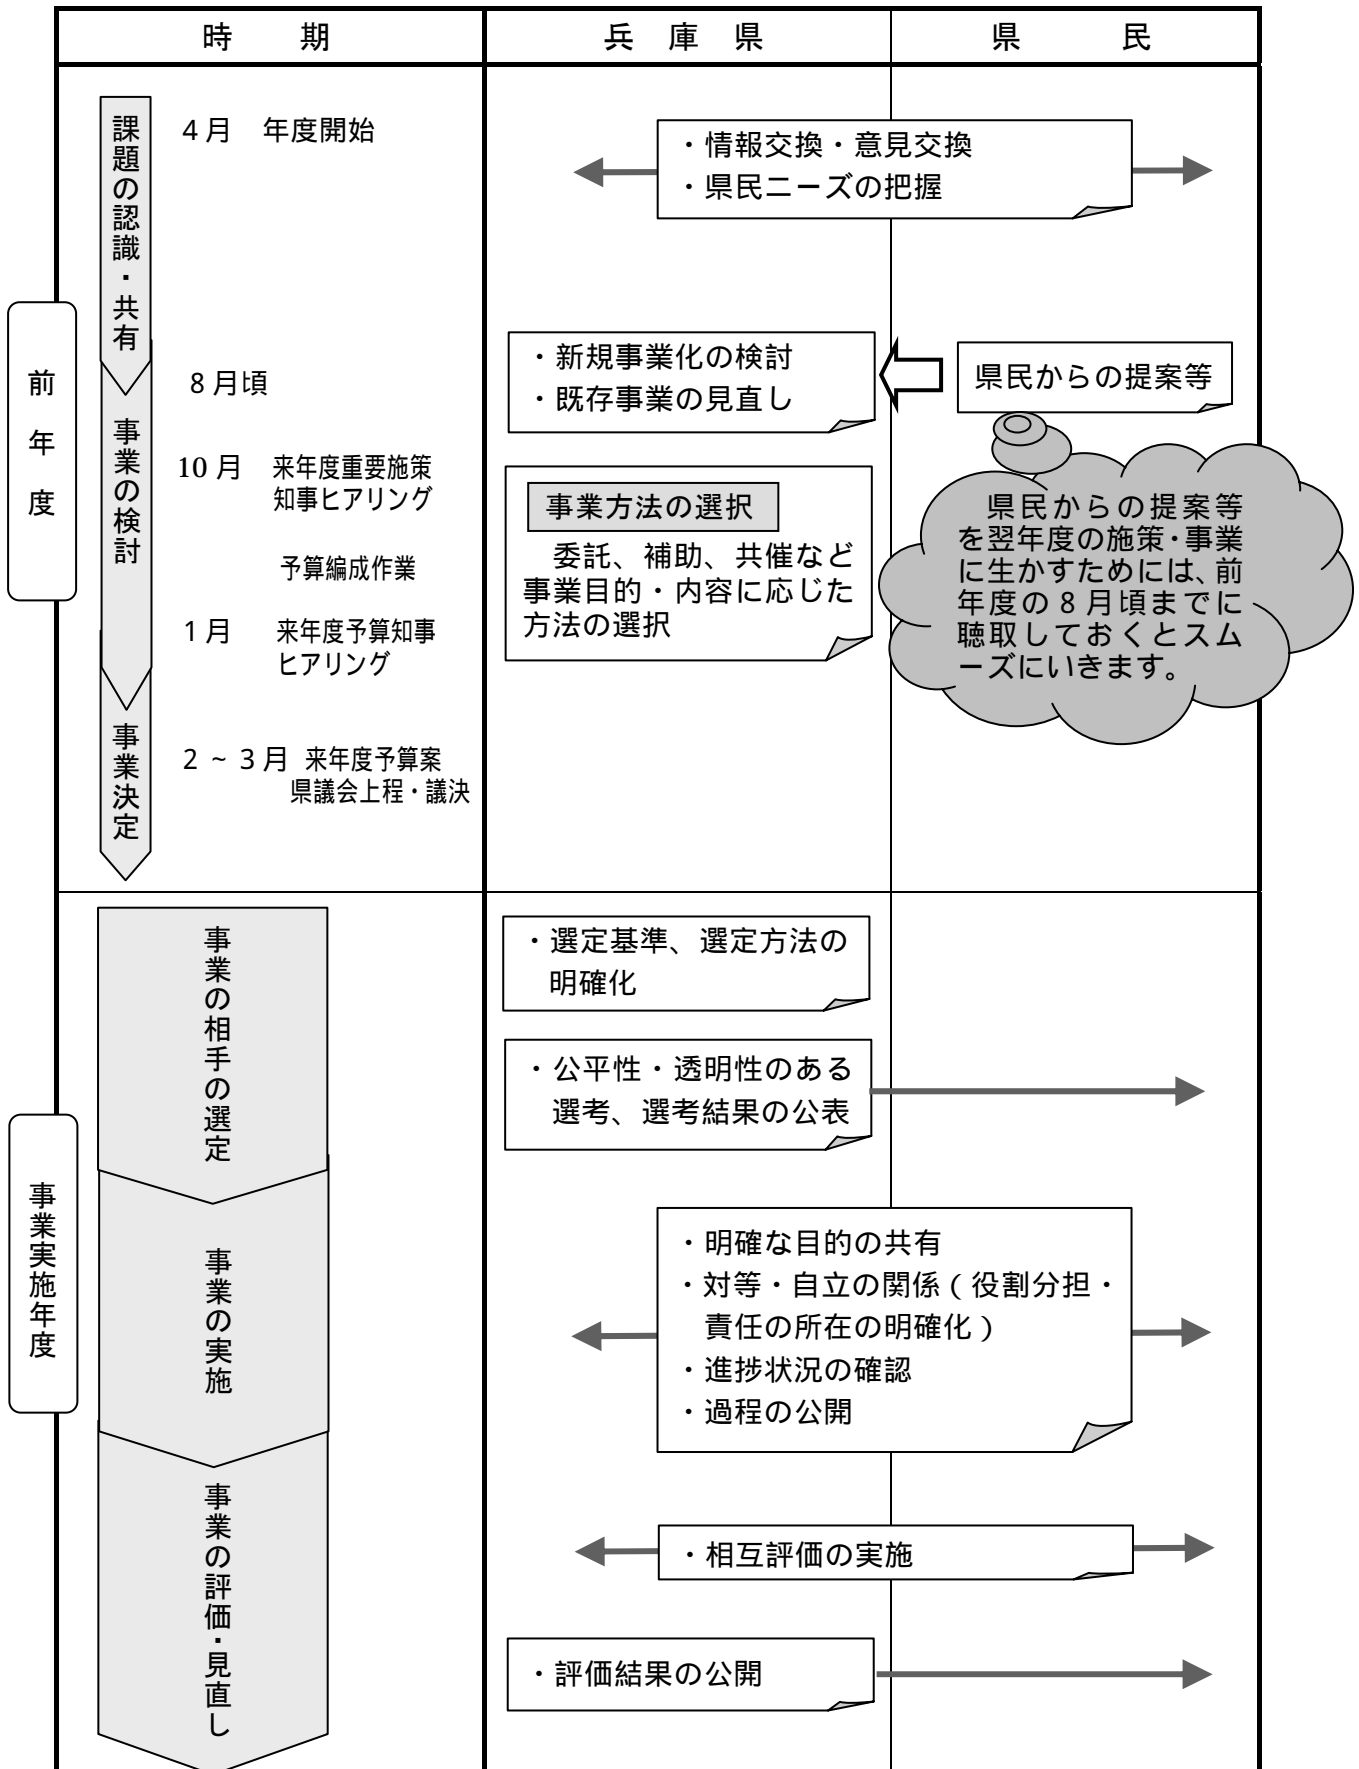 時　期
兵 庫 県
県　民
前年度
課題の認識・共有
4月　年度開始
・情報交換・意見交換
・県民ニーズの把握
8月頃
・新規事業化の検討
・既存事業の見直し
県民からの提案等
事業の検討
10月　来年度重要施策
知事ヒアリング
予算編成作業
1月　来年度予算知事
ヒアリング
事業方法の選択
委託、補助、共催など
事業目的・内容に応じた
方法の選択
県民からの提案等
を翌年度の施策・事業
に生かすためには、前
年度の8月頃までに
聴取しておくとスム
ーズにいきます。
事業決定
2～3月 来年度予算案
県議会上程・議決
事業実施年度
事業の相手の選定
・選定基準、選定方法の
明確化
・公平性・透明性のある
選考、選考結果の公表
事業の実施
・明確な目的の共有
・対等・自立の関係（役割分担・
責任の所在の明確化）
・進捗状況の確認
・過程の公開
事業の評価・見直し
・相互評価の実施
・評価結果の公開